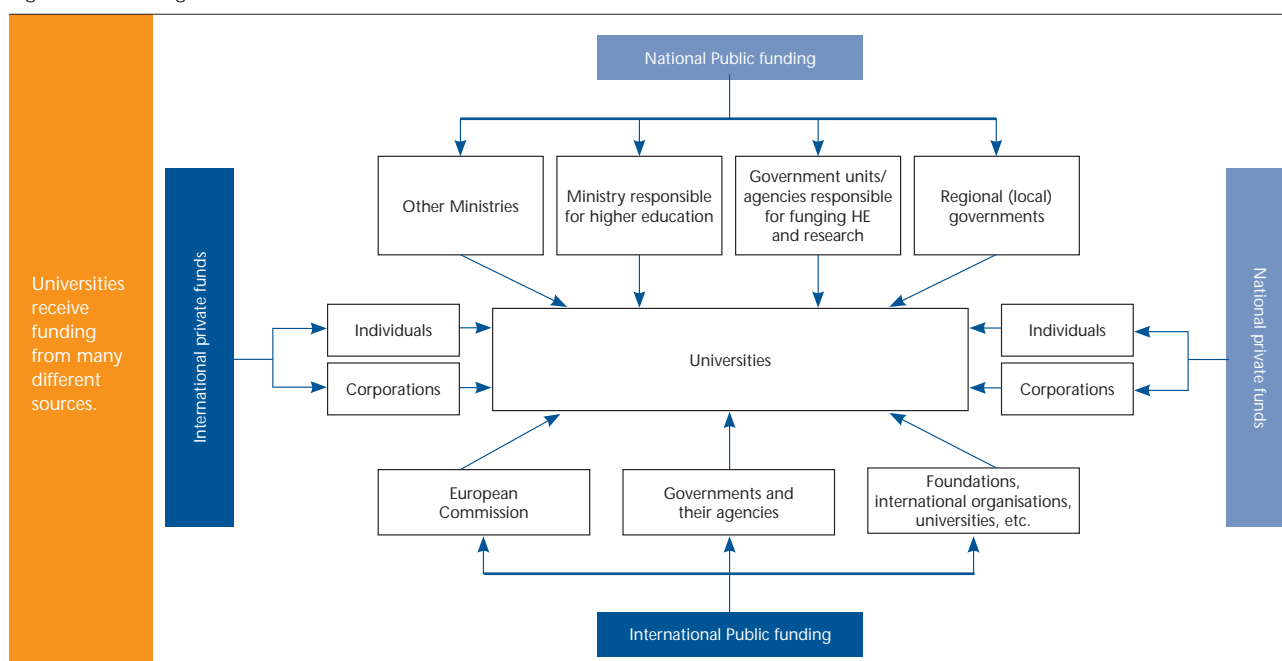 National Public funding
Other Ministries
Ministry responsible
for higher education
Government units/
agencies responsible
for funging HE
and research
Regional (local)
governments
Universities
receive
funding
from many
different
sources.
International private funds
Individuals
Corporations
Universities
Individuals
Corporations
National private funds
European
Commission
Governments and
their agencies
Foundations,
international organisations,
universities, etc.
International Public funding